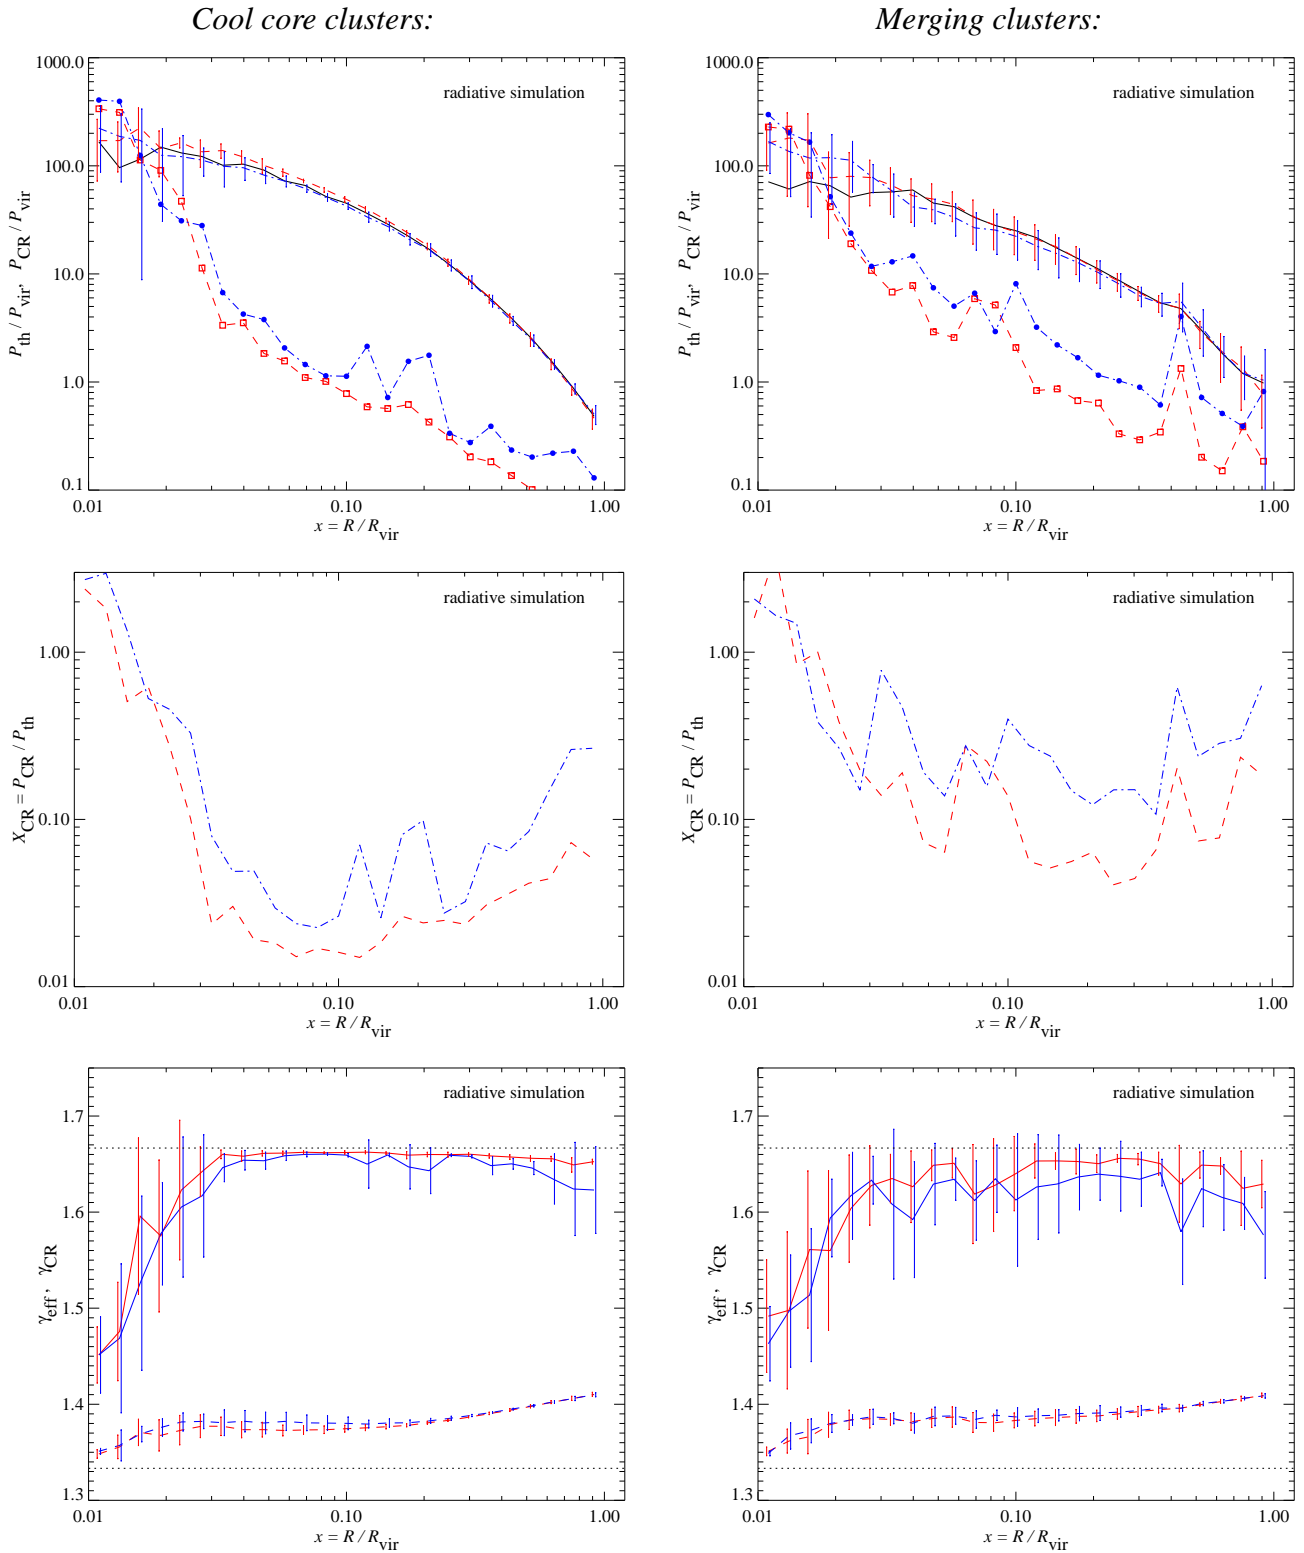 Cool core clusters: Merging clusters:
radiative simulation
1000.0
100.0
10.0
1.0
0.1
P_th / P_vir, P_CR / P_vir
0.01 0.10 1.00
x = R / R_vir
radiative simulation
1000.0
100.0
10.0
1.0
0.1
P_th / P_vir, P_CR / P_vir
0.01 0.10 1.00
x = R / R_vir
radiative simulation
1.00
0.10
0.01
X_CR = P_CR / P_th
0.01 0.10 1.00
x = R / R_vir
radiative simulation
1.00
0.10
0.01
X_CR = P_CR / P_th
0.01 0.10 1.00
x = R / R_vir
radiative simulation
1.7
1.6
1.5
1.4
1.3
γ_eff, γ_CR
0.01 0.10 1.00
x = R / R_vir
radiative simulation
1.7
1.6
1.5
1.4
1.3
γ_eff, γ_CR
0.01 0.10 1.00
x = R / R_vir